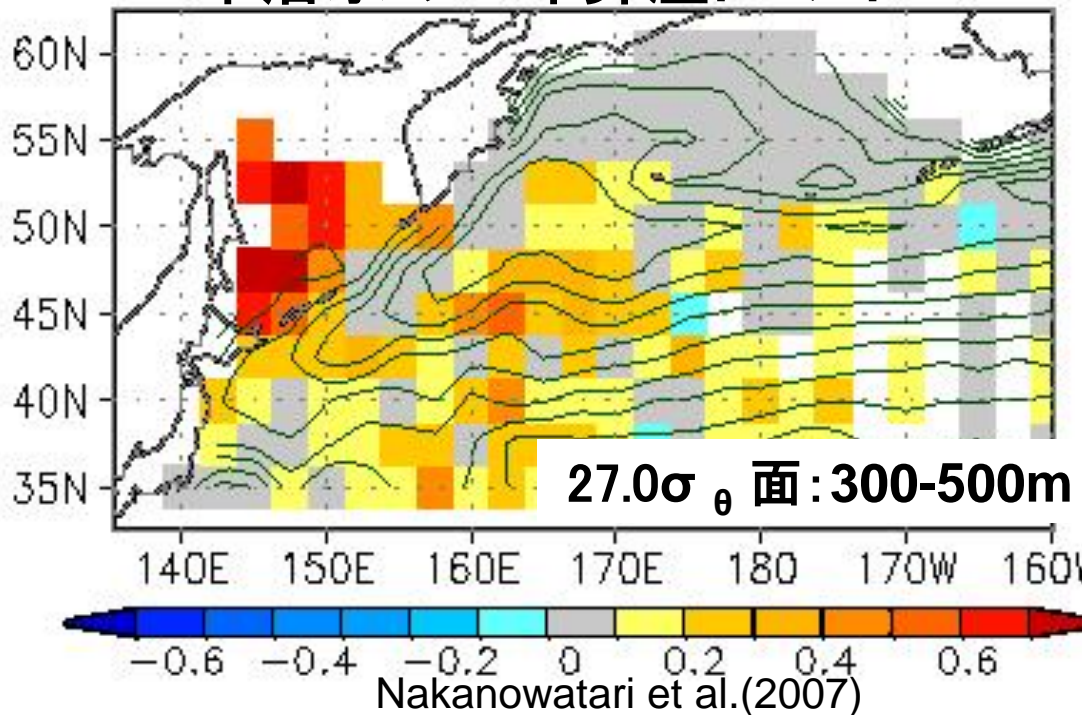 60N
55N
50N
45N
40N
35N
27.0σ θ 面:300-500m
140E 150E 160E 170E 180 170W 160W
−0.6 −0.4 −0.2 0 0.2 0.4 0.6
Nakanowatari et al.(2007)